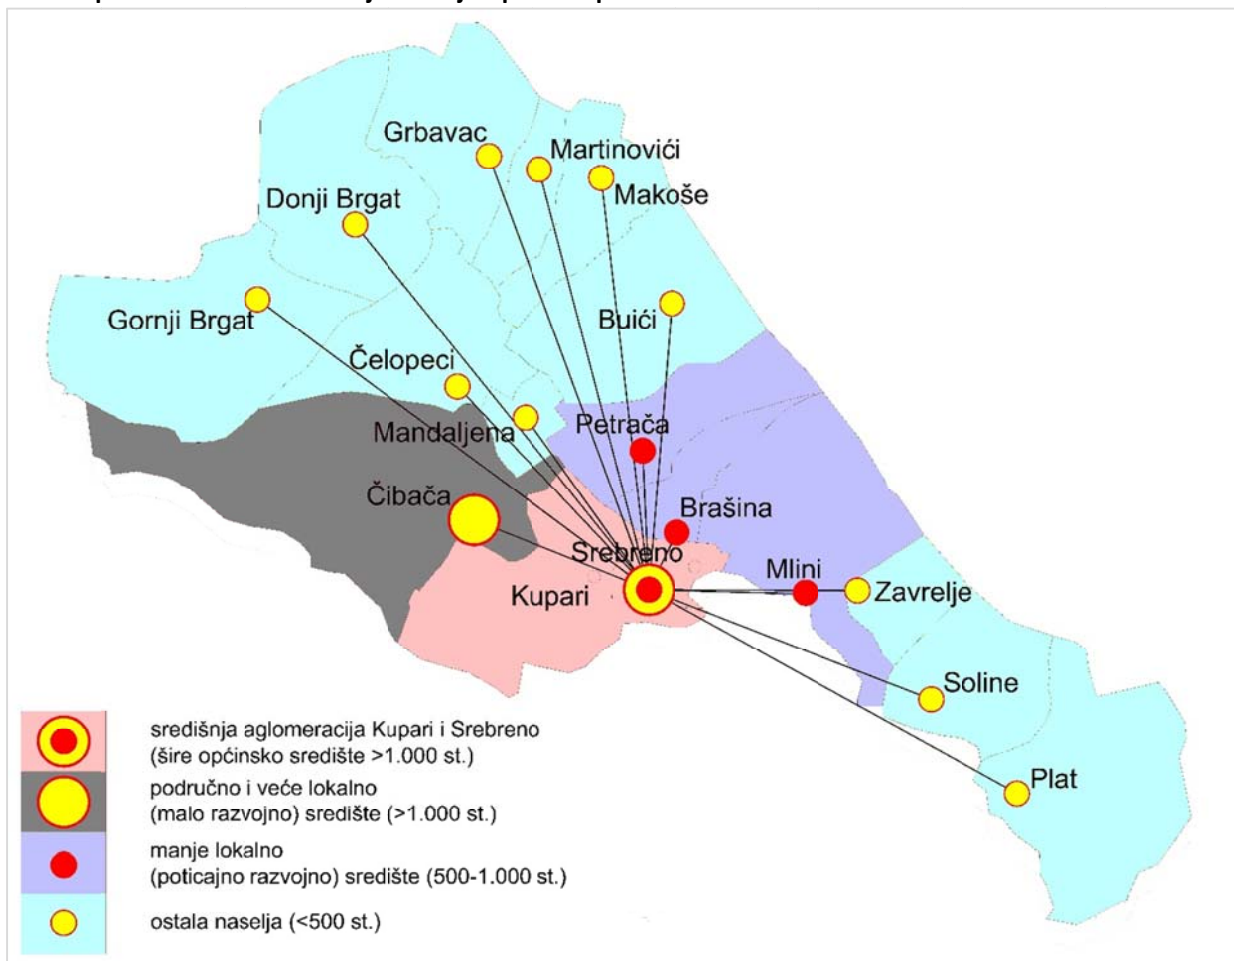 Grbavac
Martinovići
Makoše
Donji Brgat
Gornji Brgat
Buići
Čelopeci
Mandaljena
Petrača
Čibača
Brašina
Srebreno
Kupari
Mlini
Zavrelje
Soline
Plat
središnja aglomeracija Kupari i Srebreno
(šire općinsko središte >1.000 st.)
područno i veće lokalno
(malo razvojno) središte (>1.000 st.)
manje lokalno
(poticajno razvojno) središte (500-1.000 st.)
ostala naselja (<500 st.)